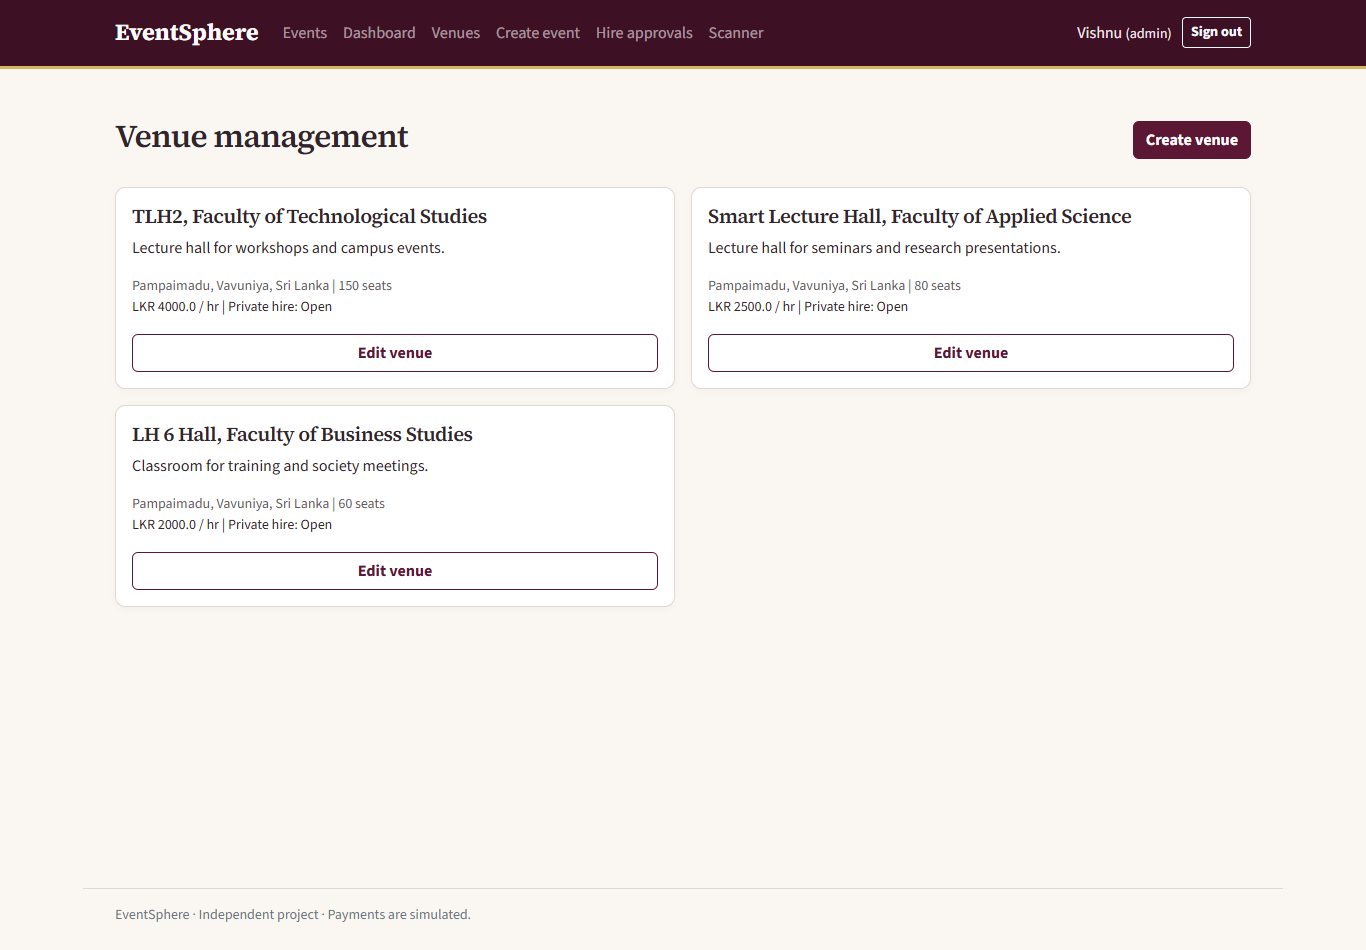 EventSphere Events Dashboard Venues Create event Hire approvals Scanner Vishnu (admin) Sign out
Venue management
Create venue
TLH2, Faculty of Technological Studies
Lecture hall for workshops and campus events.
Pampaimadu, Vavuniya, Sri Lanka | 150 seats
LKR 4000.0 / hr | Private hire: Open
Edit venue
Smart Lecture Hall, Faculty of Applied Science
Lecture hall for seminars and research presentations.
Pampaimadu, Vavuniya, Sri Lanka | 80 seats
LKR 2500.0 / hr | Private hire: Open
Edit venue
LH 6 Hall, Faculty of Business Studies
Classroom for training and society meetings.
Pampaimadu, Vavuniya, Sri Lanka | 60 seats
LKR 2000.0 / hr | Private hire: Open
Edit venue
EventSphere · Independent project · Payments are simulated.